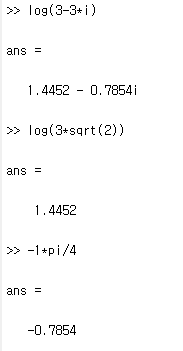 >> log(3-3*i)
ans =
1.4452 - 0.7854i
>> log(3*sqrt(2))
ans =
1.4452
>> -1*pi/4
ans =
-0.7854